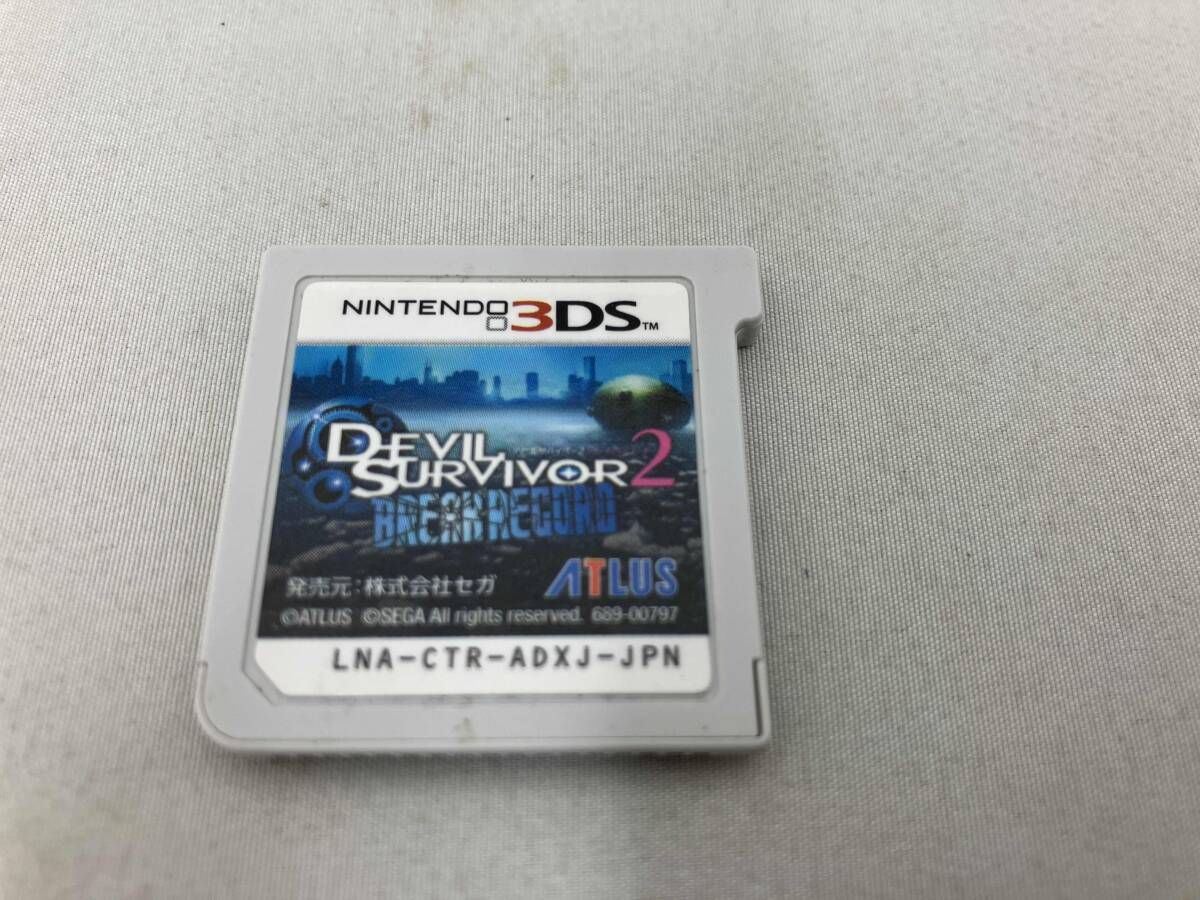 NINTENDO 3DS™
DEVIL
SURVIVOR 2
BREAK RECORD
発売元:株式会社セガ
ATLUS
©ATLUS ©SEGA All rights reserved. 689-00797
LNA-CTR-ADXJ-JPN